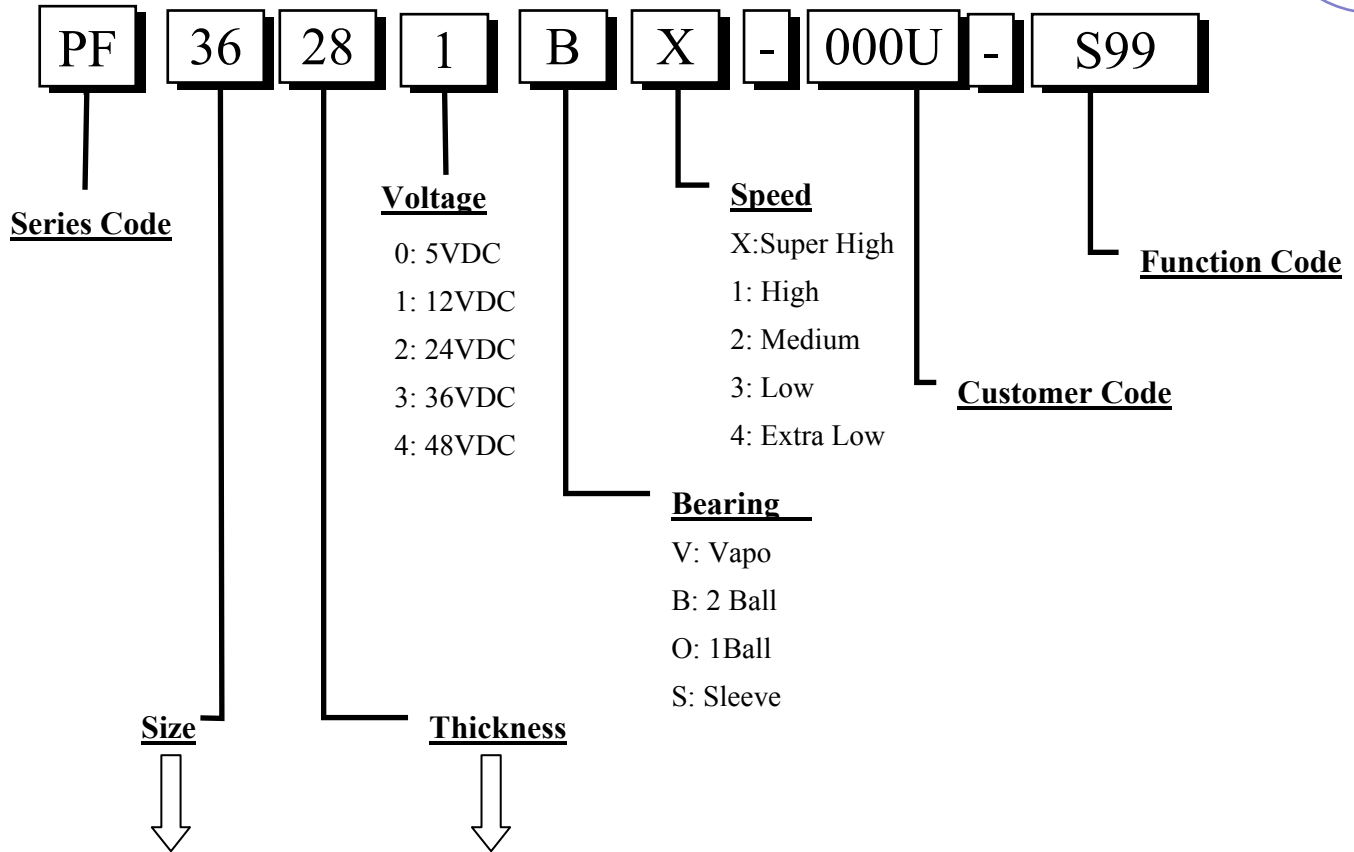 PF 36 28 1 B X - 000U - S99
Series Code
Voltage
0: 5VDC
1: 12VDC
2: 24VDC
3: 36VDC
4: 48VDC
Speed
X:Super High
1: High
2: Medium
3: Low
4: Extra Low
Function Code
Customer Code
Bearing
V: Vapo
B: 2 Ball
O: 1Ball
S: Sleeve
Size
Thickness